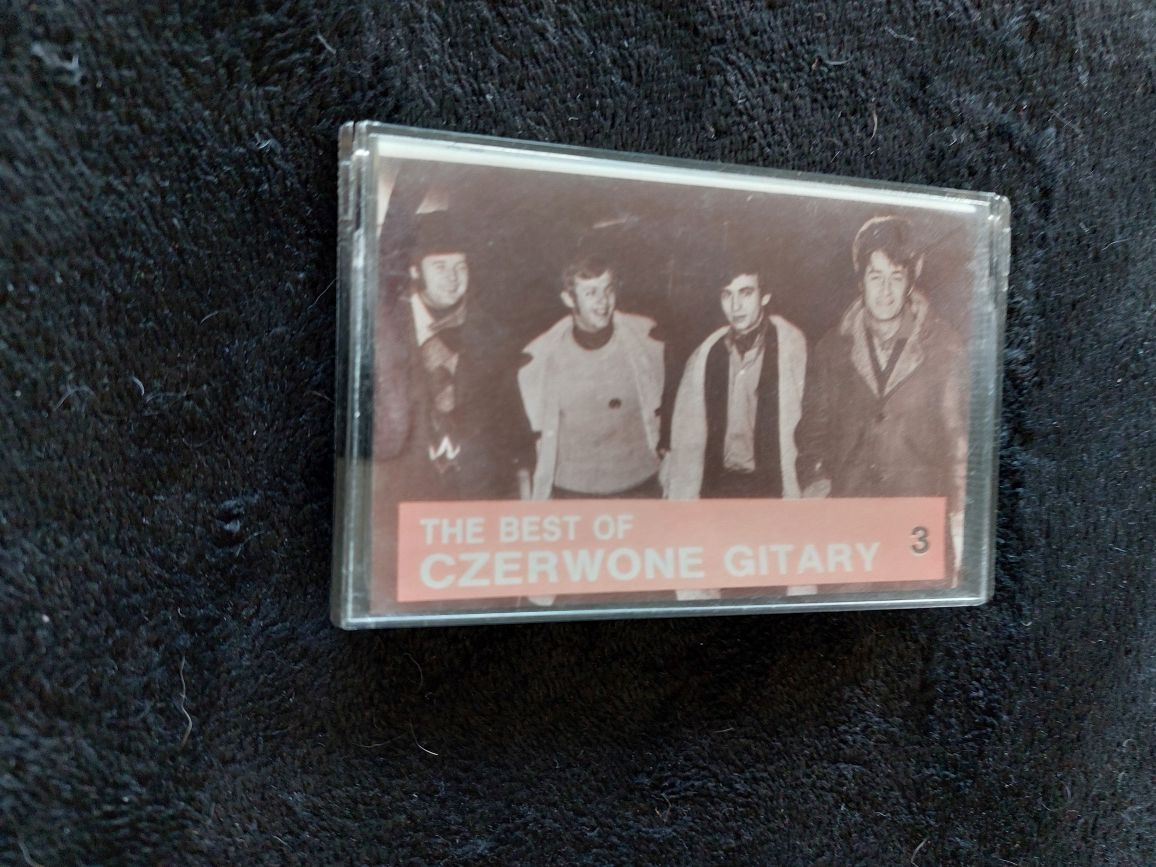 THE BEST OF
CZERWONE GITARY 3